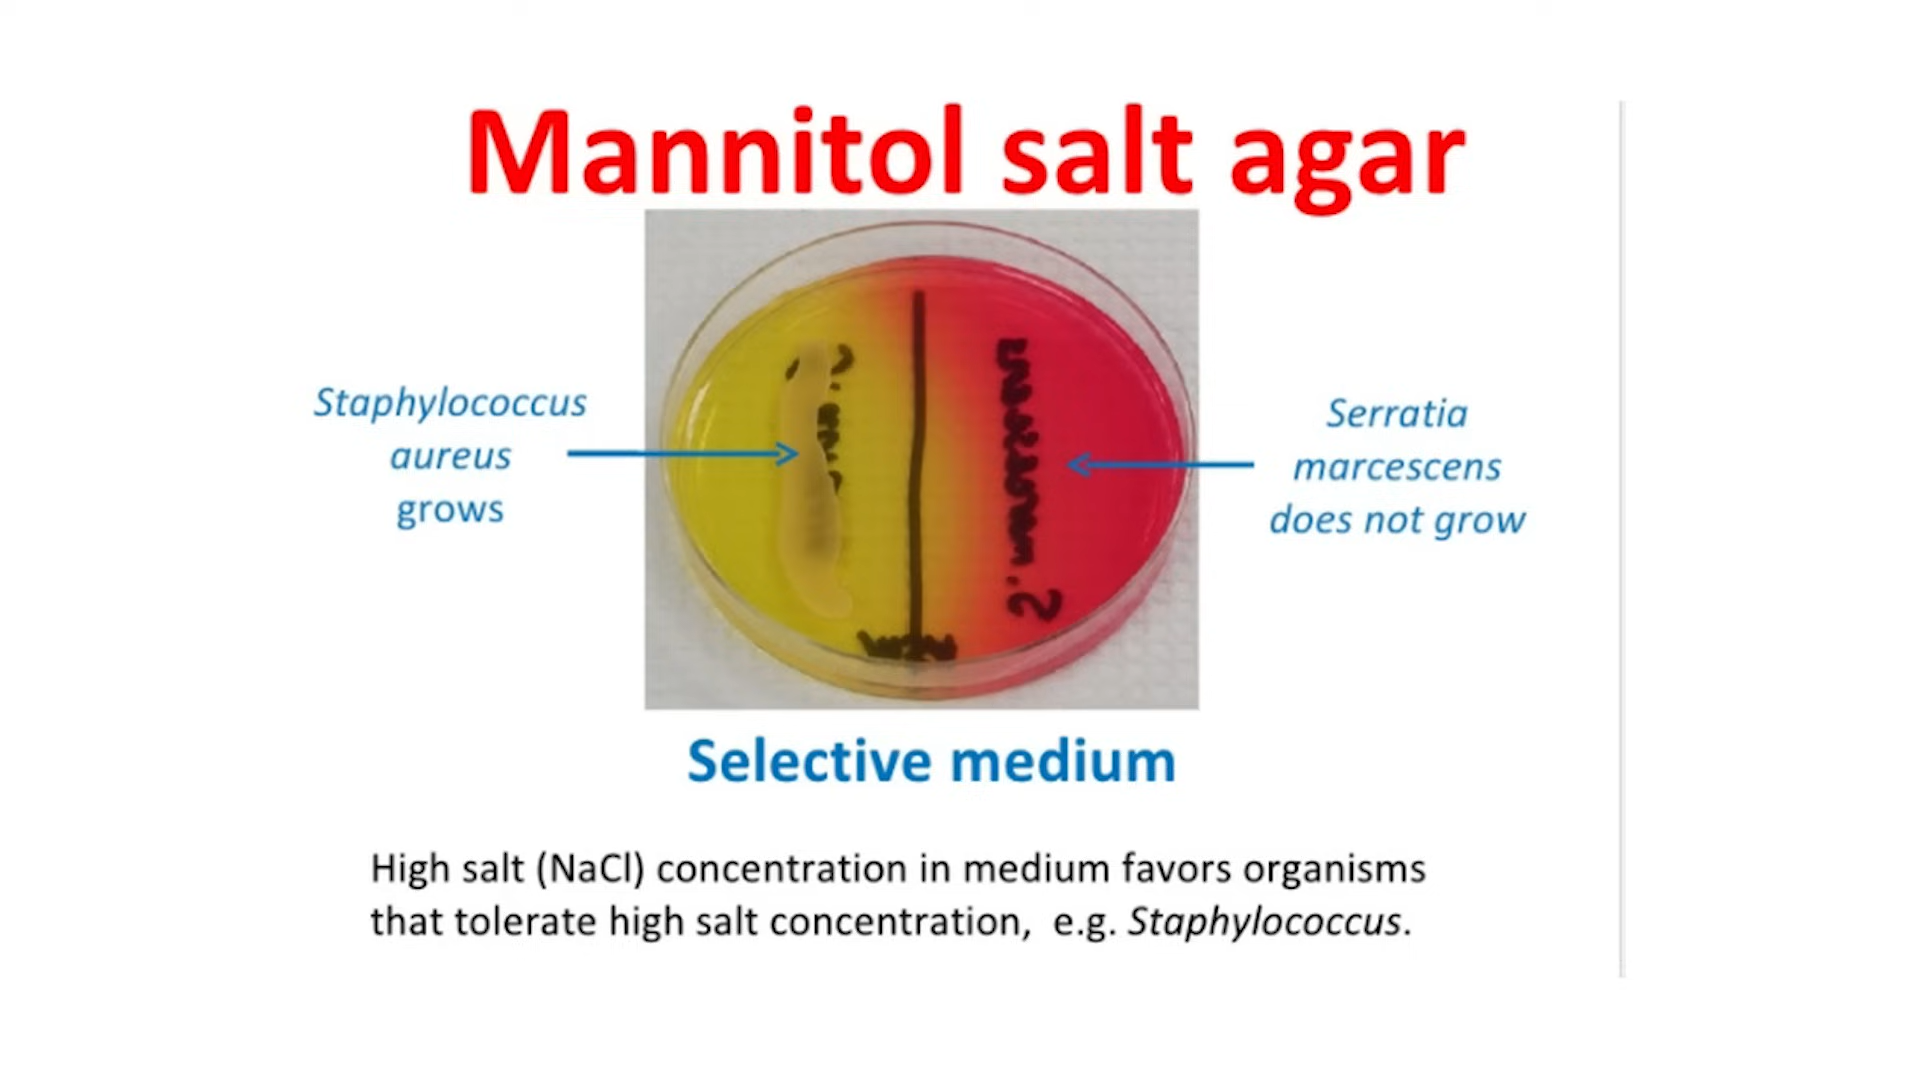 Mannitol salt agar
Staphylococcus
aureus
grows
Serratia
marcescens
does not grow
Selective medium
High salt (NaCl) concentration in medium favors organisms
that tolerate high salt concentration, e.g. Staphylococcus.